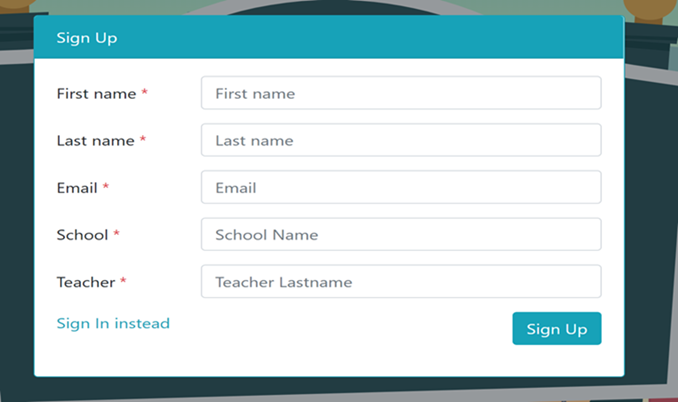 Sign Up
First name *
First name
Last name *
Last name
Email *
Email
School *
School Name
Teacher *
Teacher Lastname
Sign In instead
Sign Up